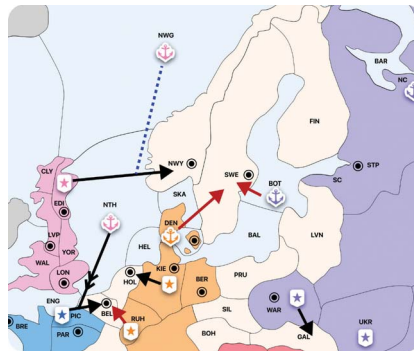 NWG
BAR
NC
FIN
CLY
NWY
SWE
STP
BOT
SC
EDI
SKA
NTH
DEN
LVP
YOR
HEL
BAL
LVN
WAL
KIE
PRU
LON
HOL
BER
ENG
WAR
PIC
BEL
RUH
SIL
UKR
BRE
PAR
BOH
GAL